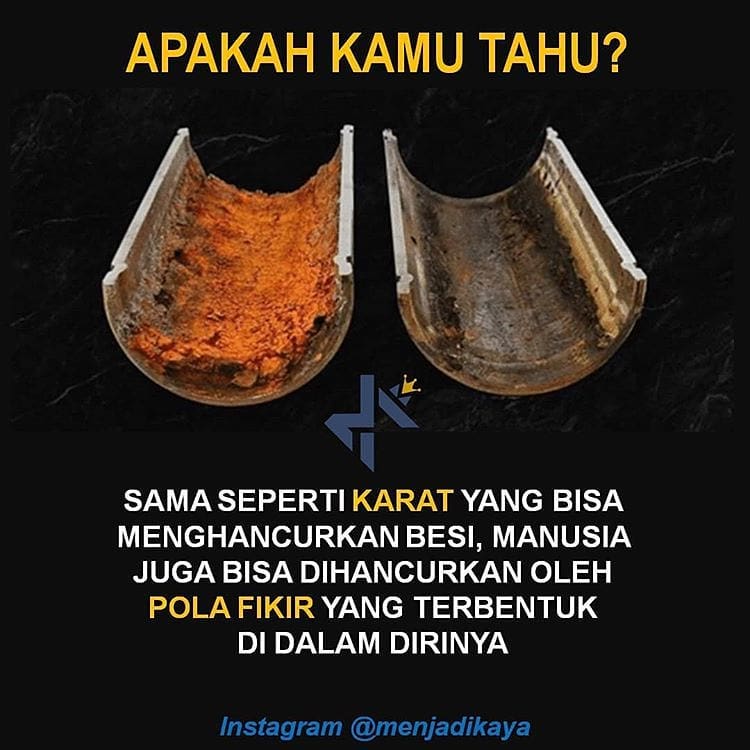 APAKAH KAMU TAHU?
SAMA SEPERTI KARAT YANG BISA
MENGHANCURKAN BESI, MANUSIA
JUGA BISA DIHANCURKAN OLEH
POLA FIKIR YANG TERBENTUK
DI DALAM DIRINYA
Instagram @menjadikaya